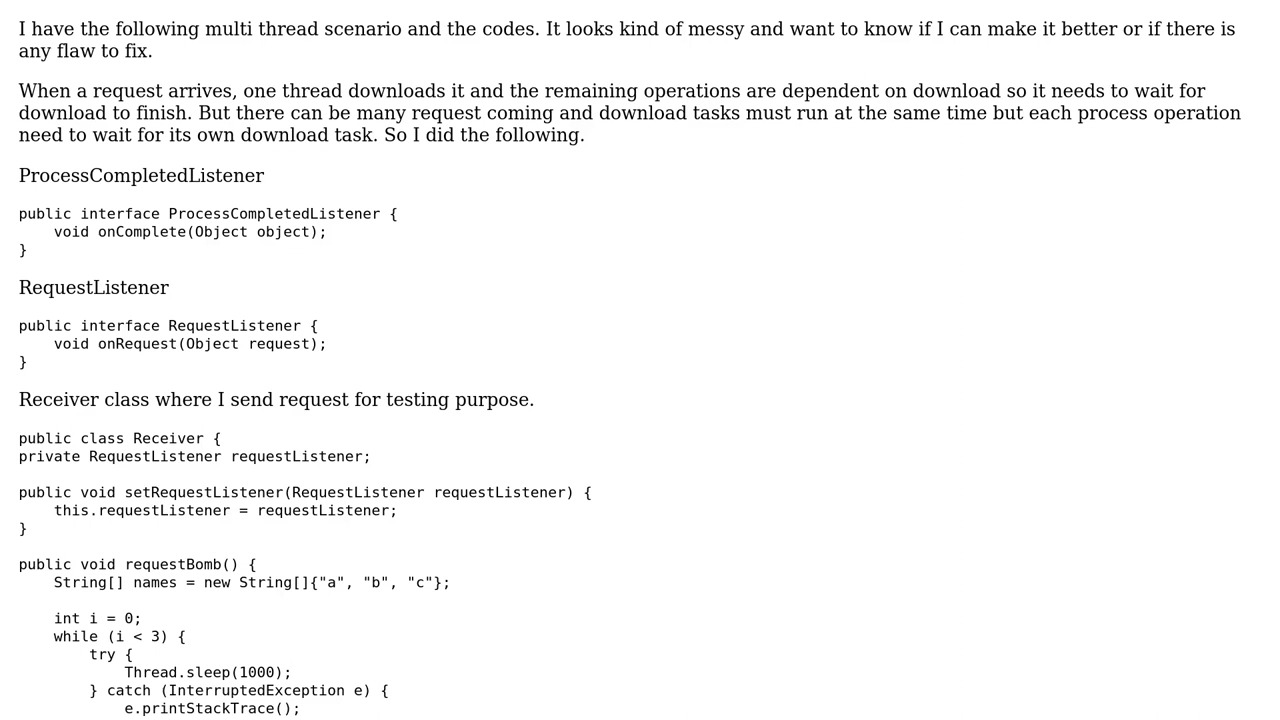 I have the following multi thread scenario and the codes. It looks kind of messy and want to know if I can make it better or if there is
any flaw to fix.
When a request arrives, one thread downloads it and the remaining operations are dependent on download so it needs to wait for
download to finish. But there can be many request coming and download tasks must run at the same time but each process operation
need to wait for its own download task. So I did the following.
ProcessCompletedListener
public interface ProcessCompletedListener {
    void onComplete(Object object);
}
RequestListener
public interface RequestListener {
    void onRequest(Object request);
}
Receiver class where I send request for testing purpose.
public class Receiver {
private RequestListener requestListener;
public void setRequestListener(RequestListener requestListener) {
    this.requestListener = requestListener;
}
public void requestBomb() {
    String[] names = new String[]{"a", "b", "c"};
    int i = 0;
    while (i < 3) {
        try {
            Thread.sleep(1000);
        } catch (InterruptedException e) {
            e.printStackTrace();